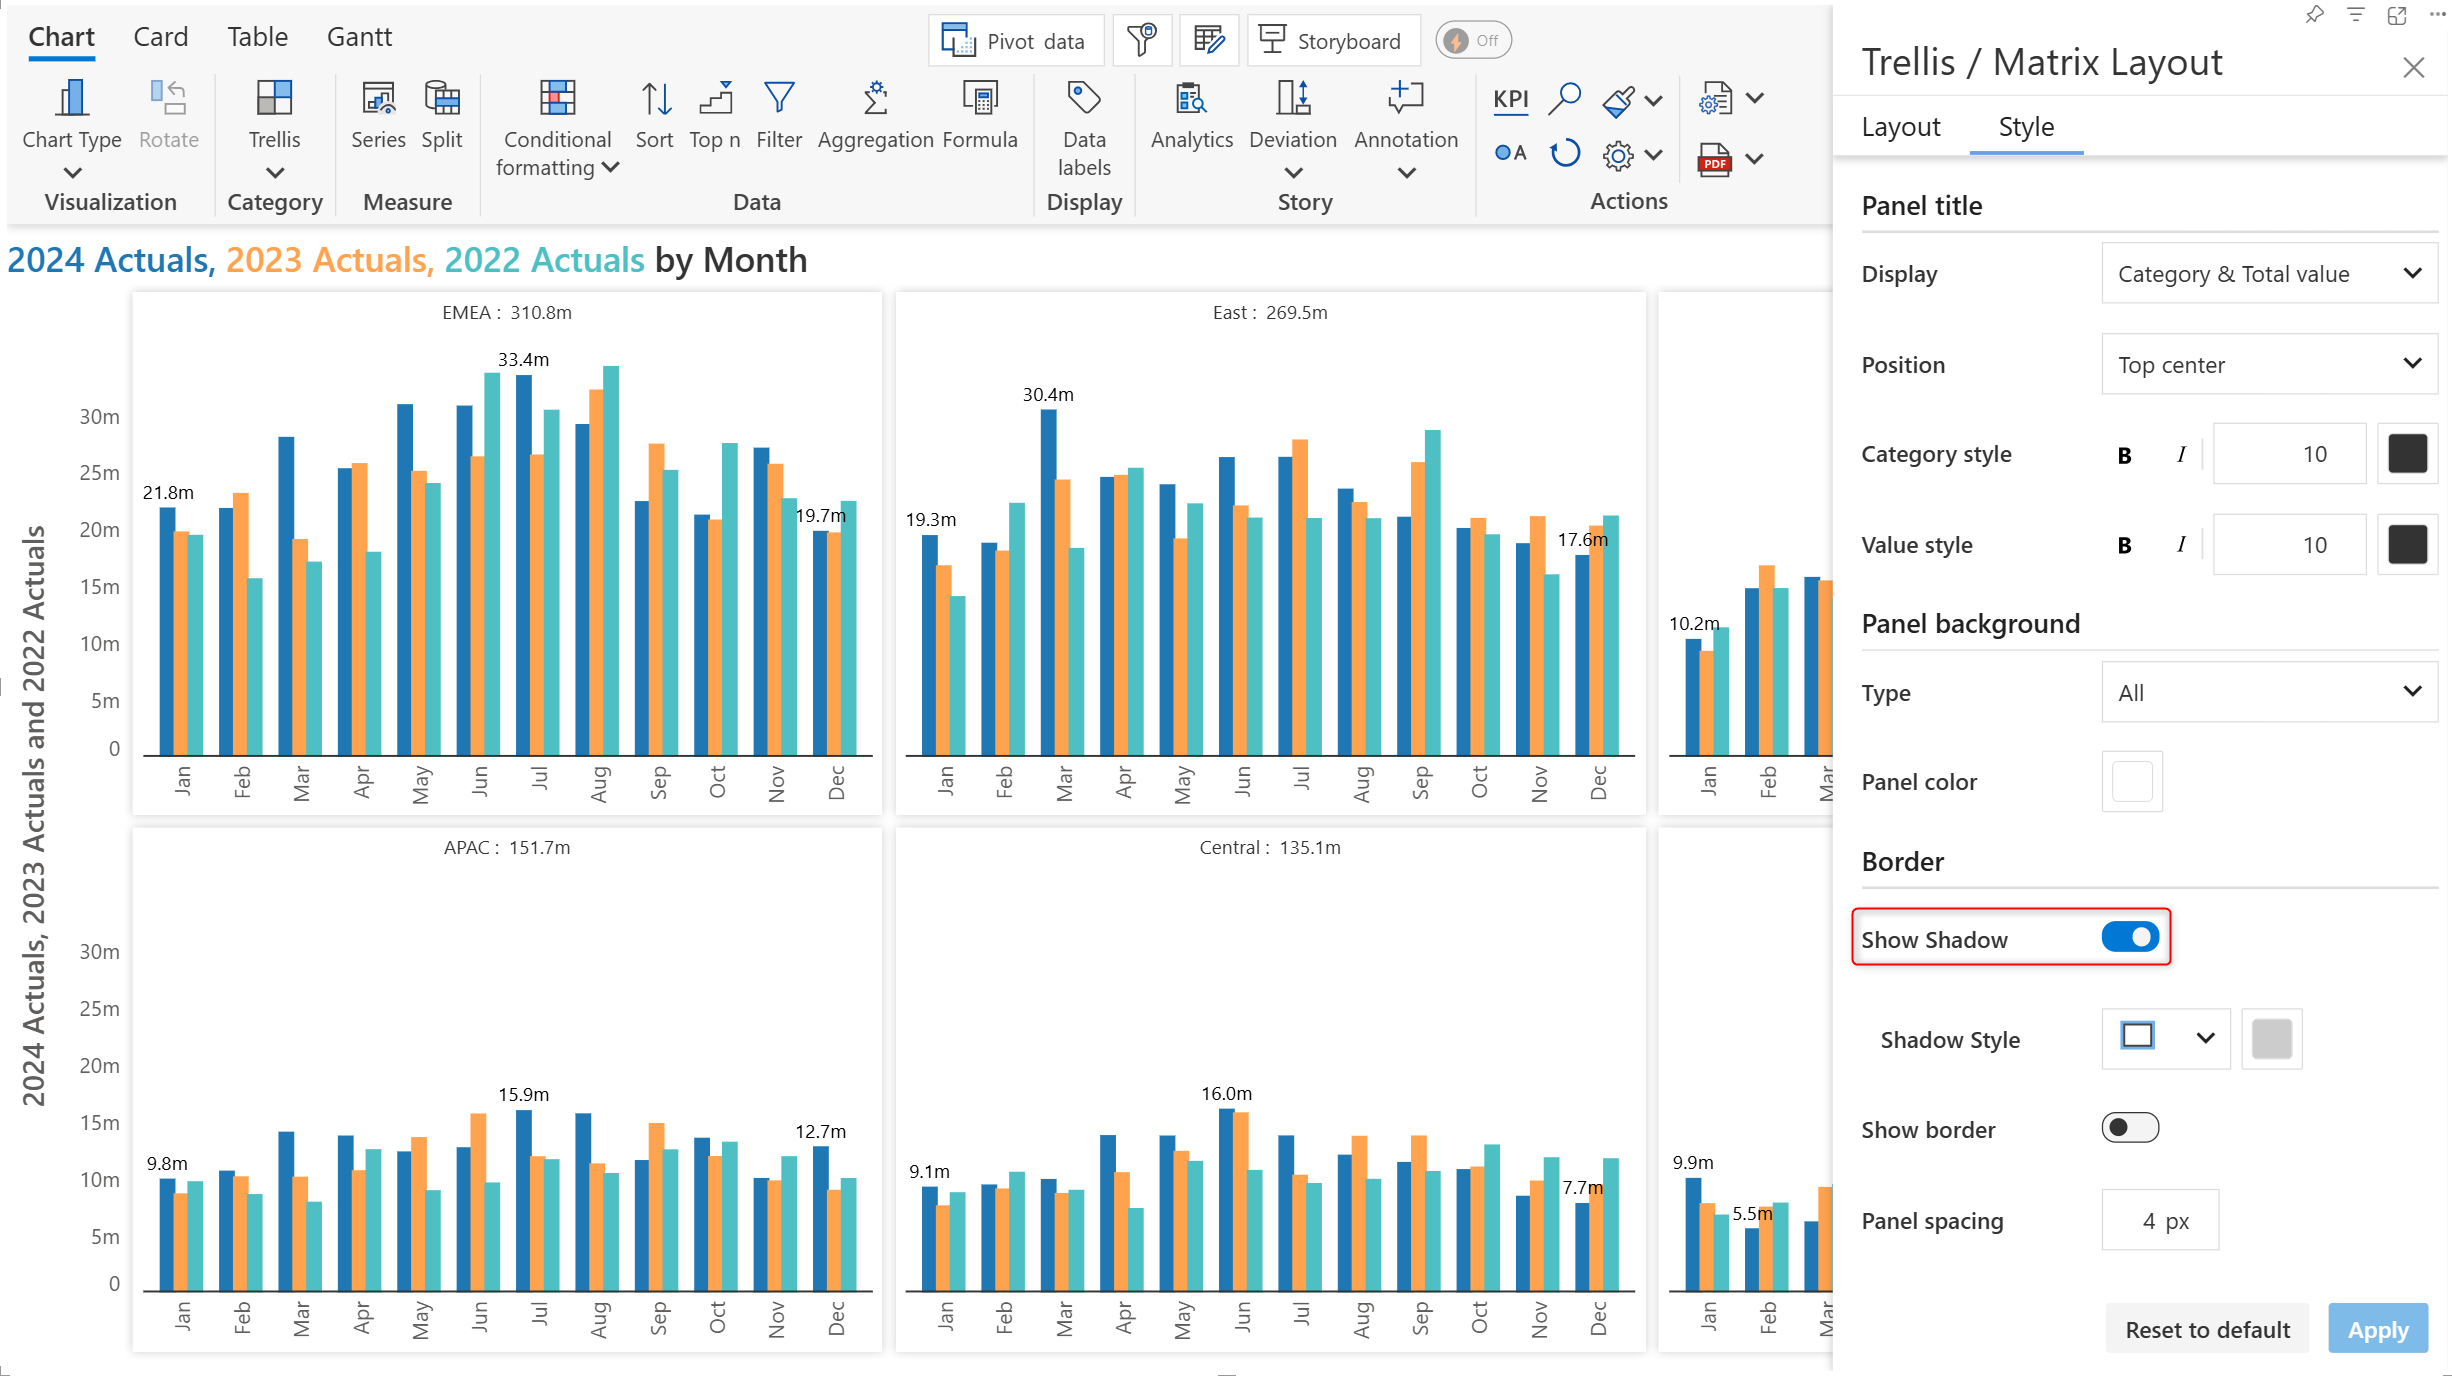 Chart Card Table Gantt
Pivot data Storyboard Off
Chart Type Rotate Trellis Series Split Conditional formatting Sort Top n Filter Aggregation Formula Data labels Analytics Deviation Annotation KPI A PDF
Visualization Category Measure Data Display Story Actions
2024 Actuals, 2023 Actuals, 2022 Actuals by Month
2024 Actuals, 2023 Actuals and 2022 Actuals
EMEA : 310.8m
30m
25m
20m
15m
10m
5m
0
21.8m 33.4m 19.7m
Jan Feb Mar Apr May Jun Jul Aug Sep Oct Nov Dec
East : 269.5m
19.3m 30.4m 17.6m
Jan Feb Mar Apr May Jun Jul Aug Sep Oct Nov Dec
10.2m
Jan Feb Mar
APAC : 151.7m
30m
25m
20m
15m
10m
5m
0
9.8m 15.9m 12.7m
Jan Feb Mar Apr May Jun Jul Aug Sep Oct Nov Dec
Central : 135.1m
9.1m 16.0m 7.7m
Jan Feb Mar Apr May Jun Jul Aug Sep Oct Nov Dec
9.9m 5.5m
Jan Feb Mar
Trellis / Matrix Layout
Layout Style
Panel title
Display Category & Total value
Position Top center
Category style B I 10
Value style B I 10
Panel background
Type All
Panel color
Border
Show Shadow
Shadow Style
Show border
Panel spacing 4 px
Reset to default Apply